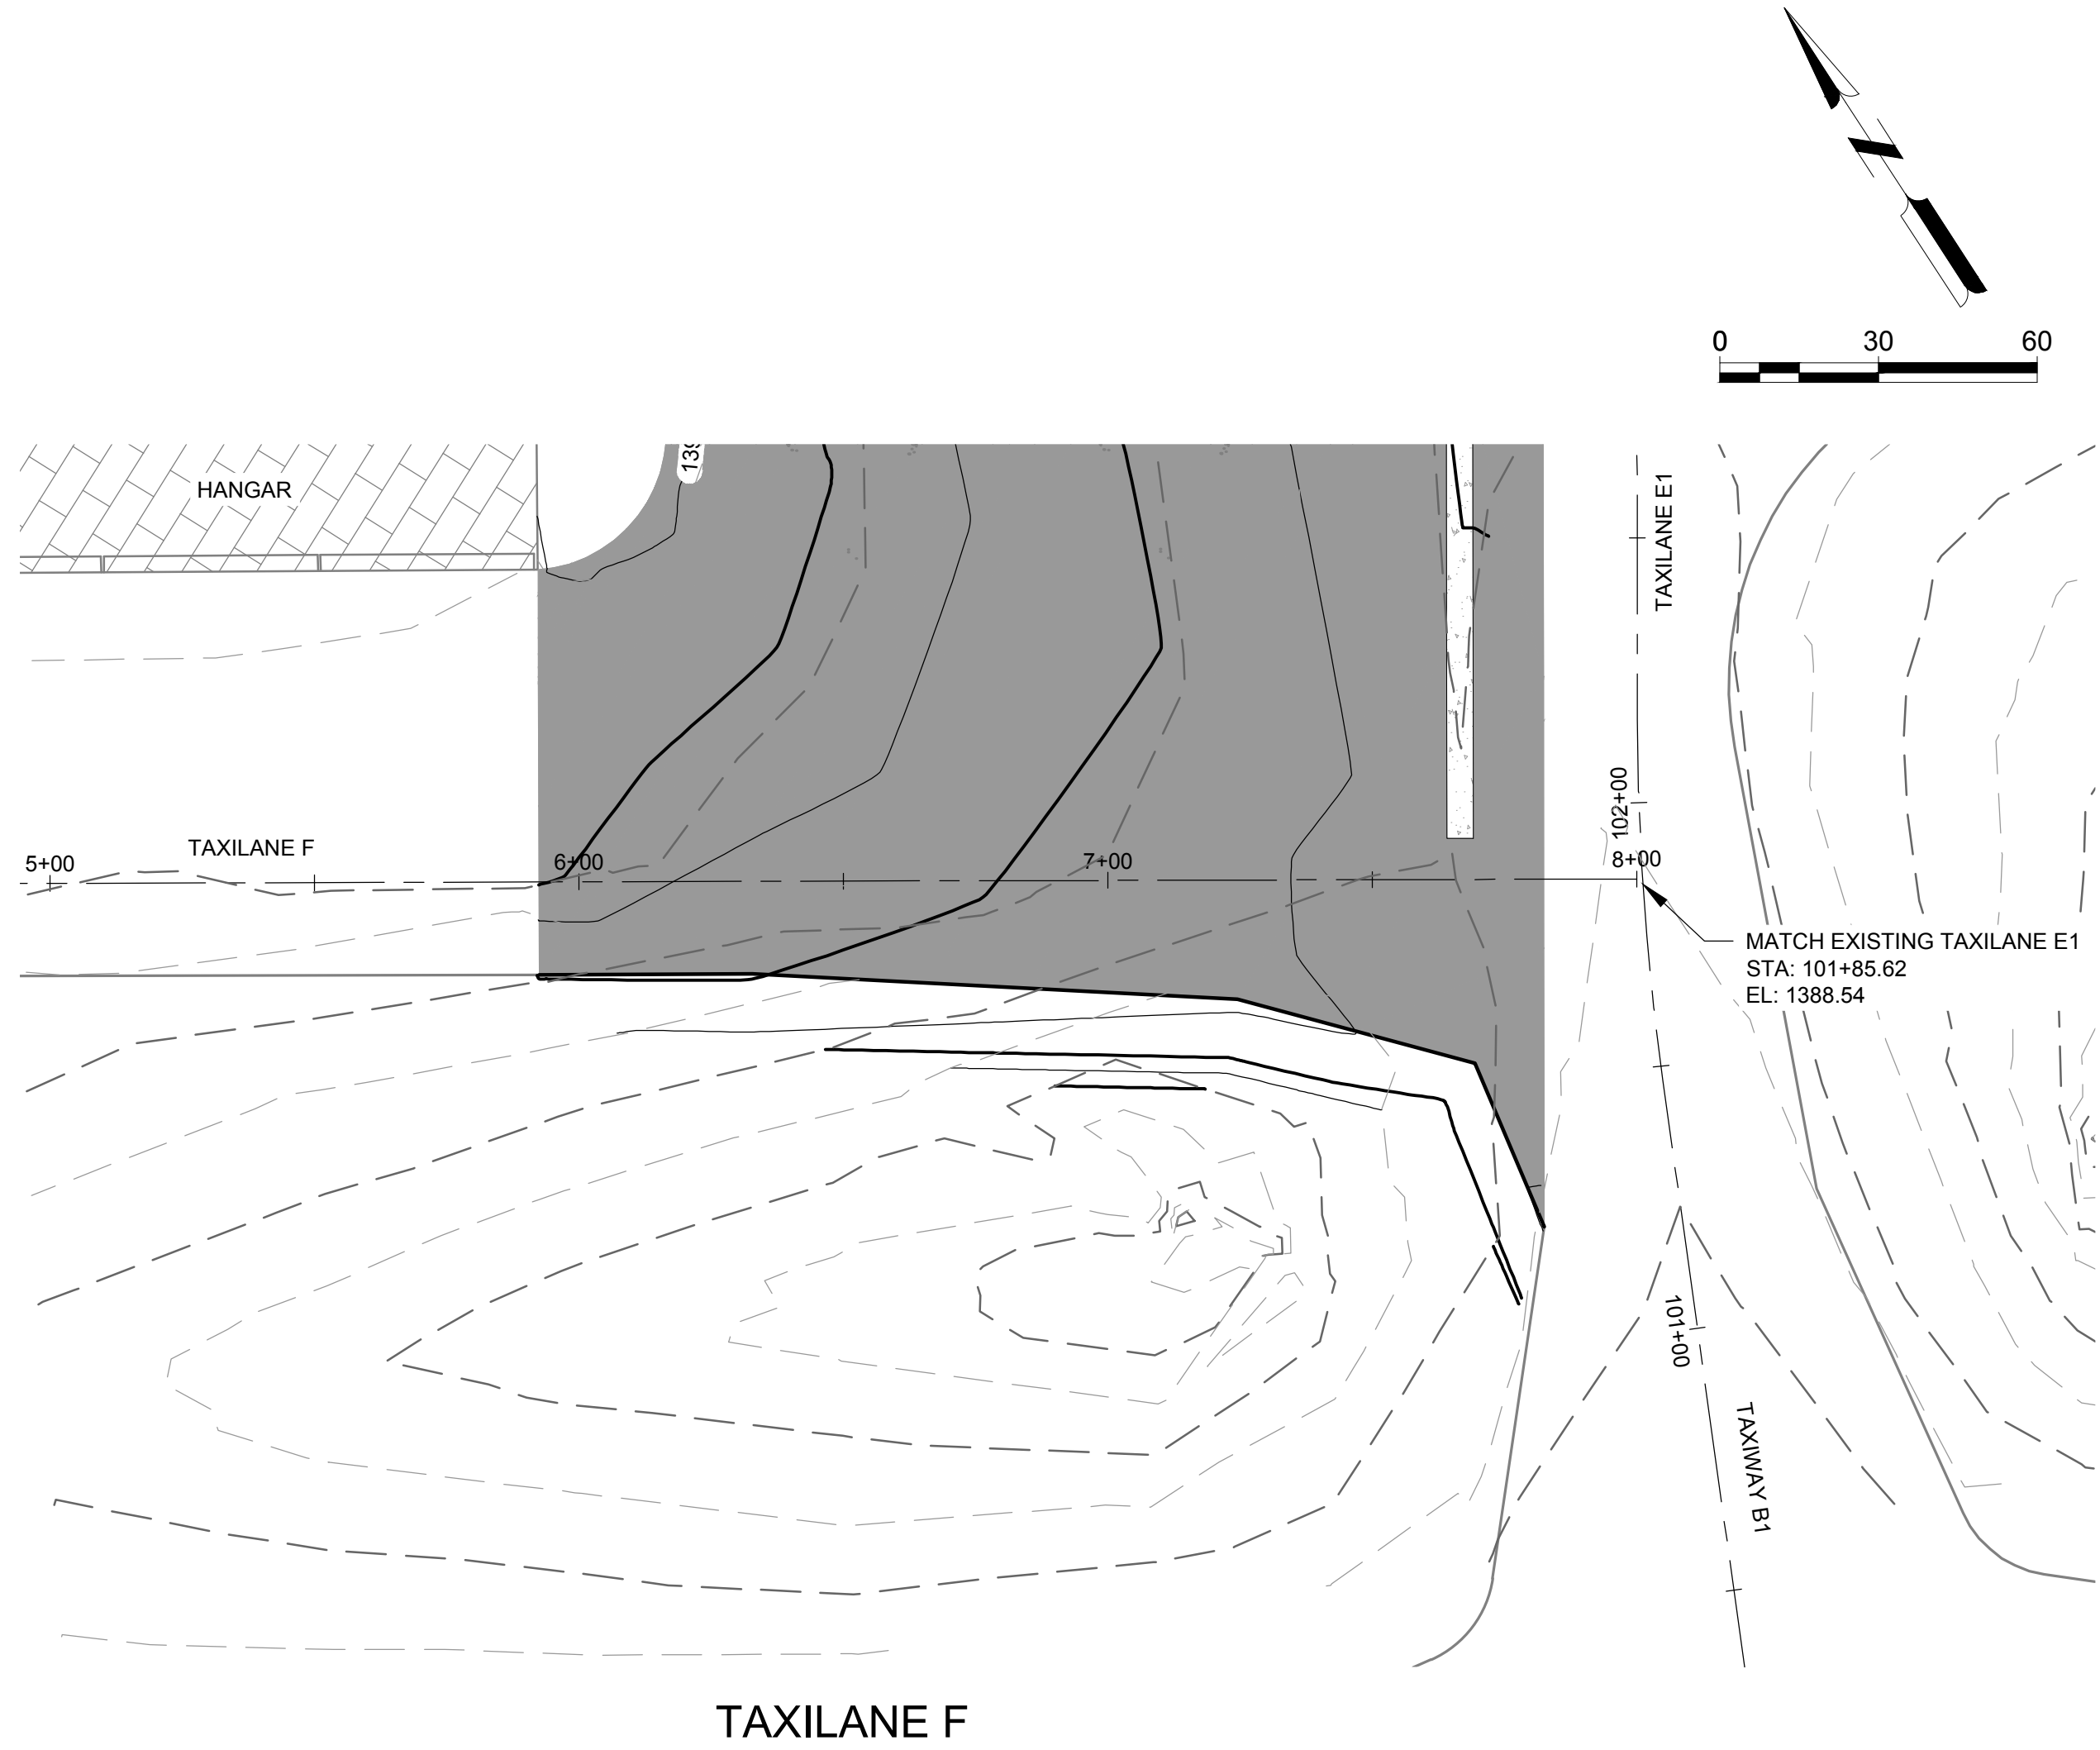 0 30 60
139
HANGAR
TAXILANE E1
TAXILANE F
5+00
6+00
7+00
8+00
102+00
MATCH EXISTING TAXILANE E1
STA: 101+85.62
EL: 1388.54
101+00
TAXIWAY B1
TAXILANE F